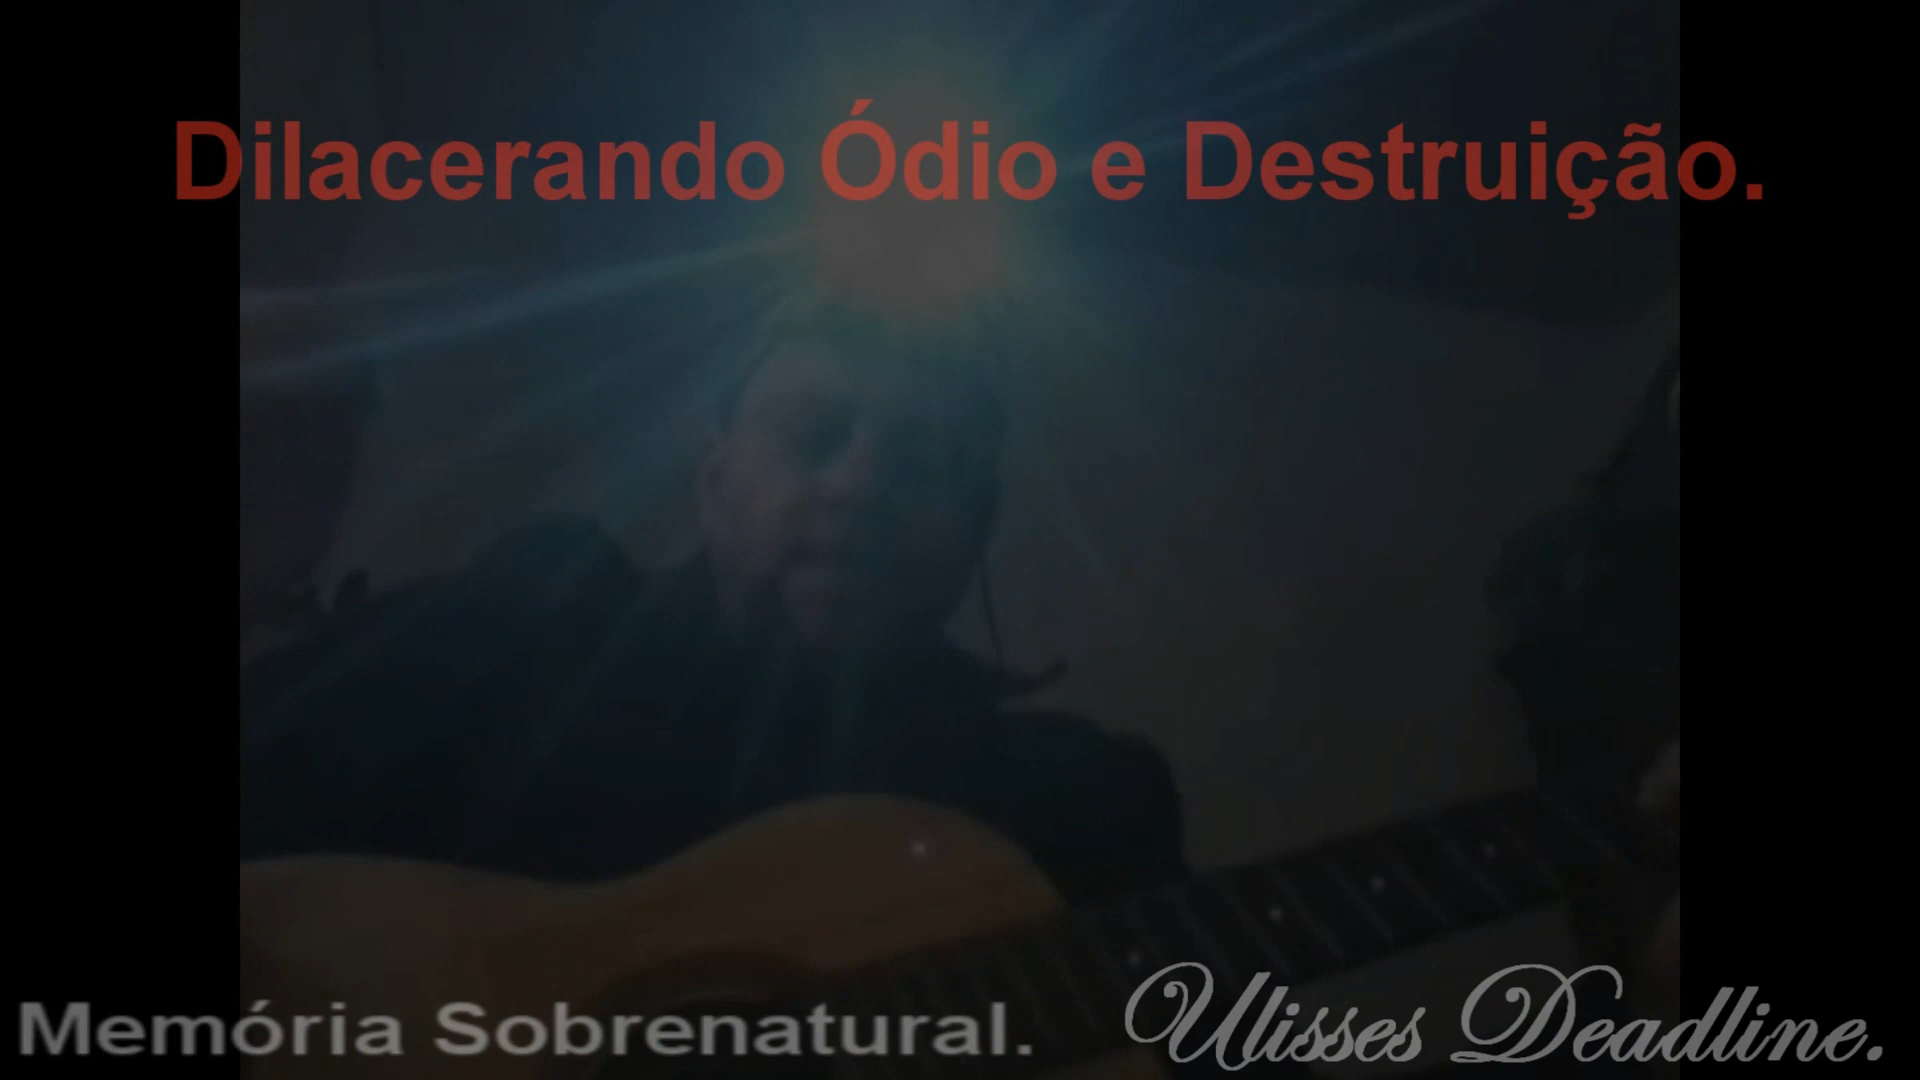 Dilacerando Ódio e Destruição.
Memória Sobrenatural.
Ulisses Deadline.